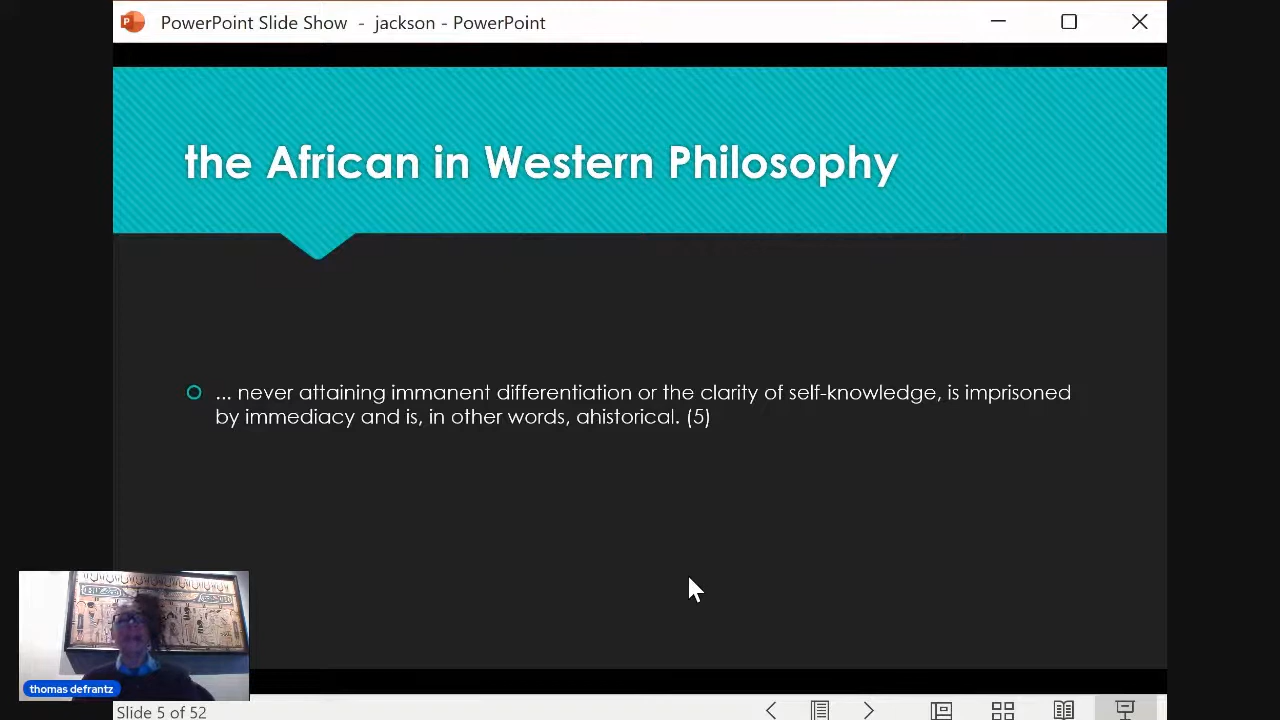 PowerPoint Slide Show - jackson - PowerPoint
the African in Western Philosophy
... never attaining immanent differentiation or the clarity of self-knowledge, is imprisoned
by immediacy and is, in other words, ahistorical. (5)
thomas defrantz
Slide 5 of 52